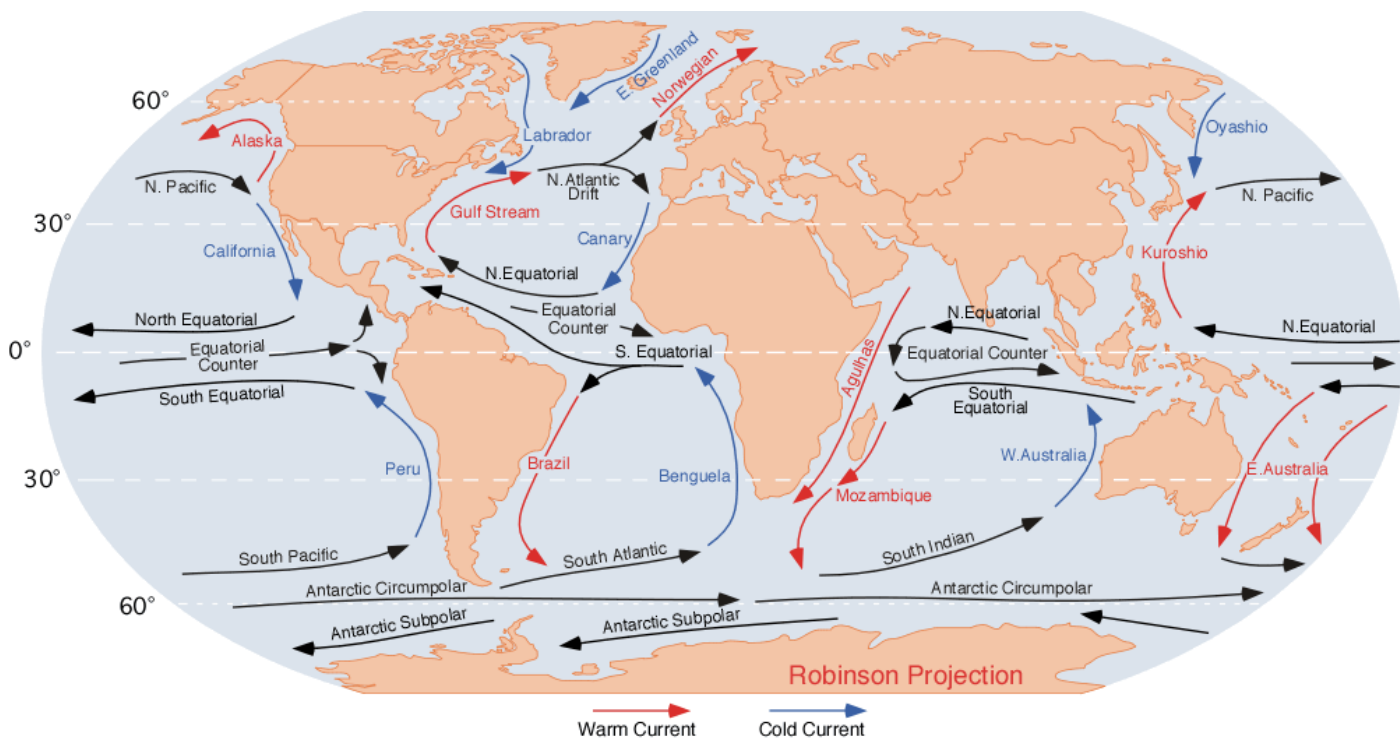 E. Greenland
Norwegian
60°
Labrador
Oyashio
Alaska
N. Pacific
N.Atlantic
Drift
N. Pacific
Gulf Stream
30°
California
Canary
Kuroshio
N.Equatorial
North Equatorial
Equatorial
Counter
N.Equatorial
N.Equatorial
0°
Equatorial
Counter
S. Equatorial
Equatorial Counter
Agulhas
South Equatorial
South
Equatorial
Peru
Brazil
Benguela
W.Australia
E.Australia
30°
Mozambique
South Pacific
South Atlantic
South Indian
Antarctic Circumpolar
Antarctic Circumpolar
60°
Antarctic Subpolar
Antarctic Subpolar
Robinson Projection
Warm Current
Cold Current